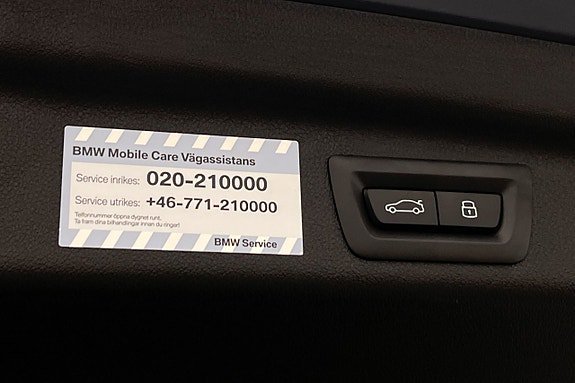 BMW Mobile Care Vägassistans
Service inrikes: 020-210000
Service utrikes: +46-771-210000
Telefonnummer öppna dygnet runt.
Ta fram dina bilhandlingar innan du ringer!
BMW Service